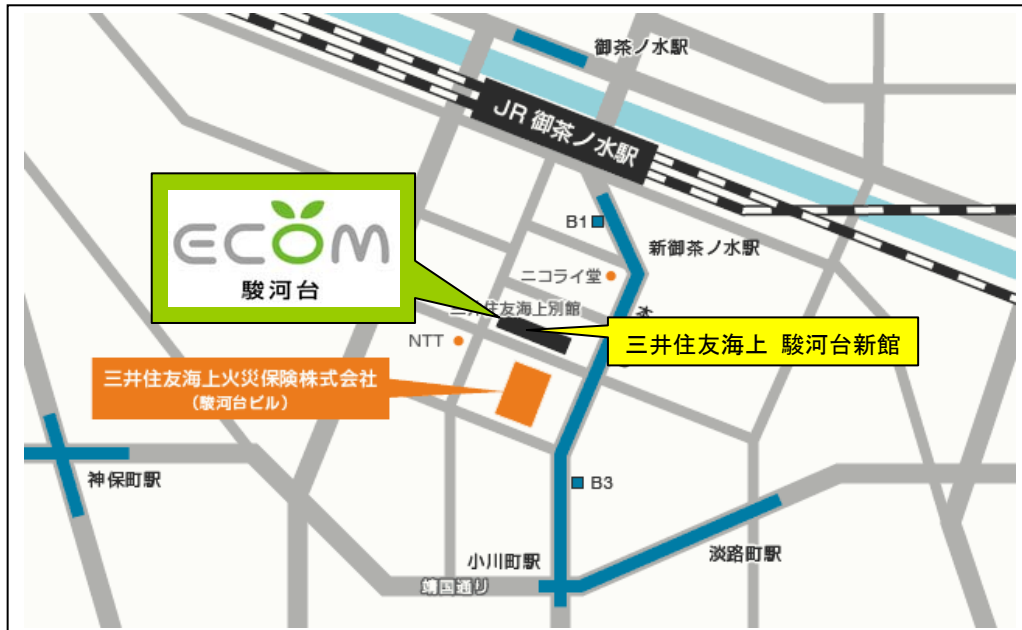 御茶ノ水駅
JR 御茶ノ水駅
ECOM
駿河台
B1
新御茶ノ水駅
ニコライ堂
三井住友海上別館
NTT
三井住友海上 駿河台新館
三井住友海上火災保険株式会社
(駿河台ビル)
神保町駅
B3
小川町駅
淡路町駅
靖国通り